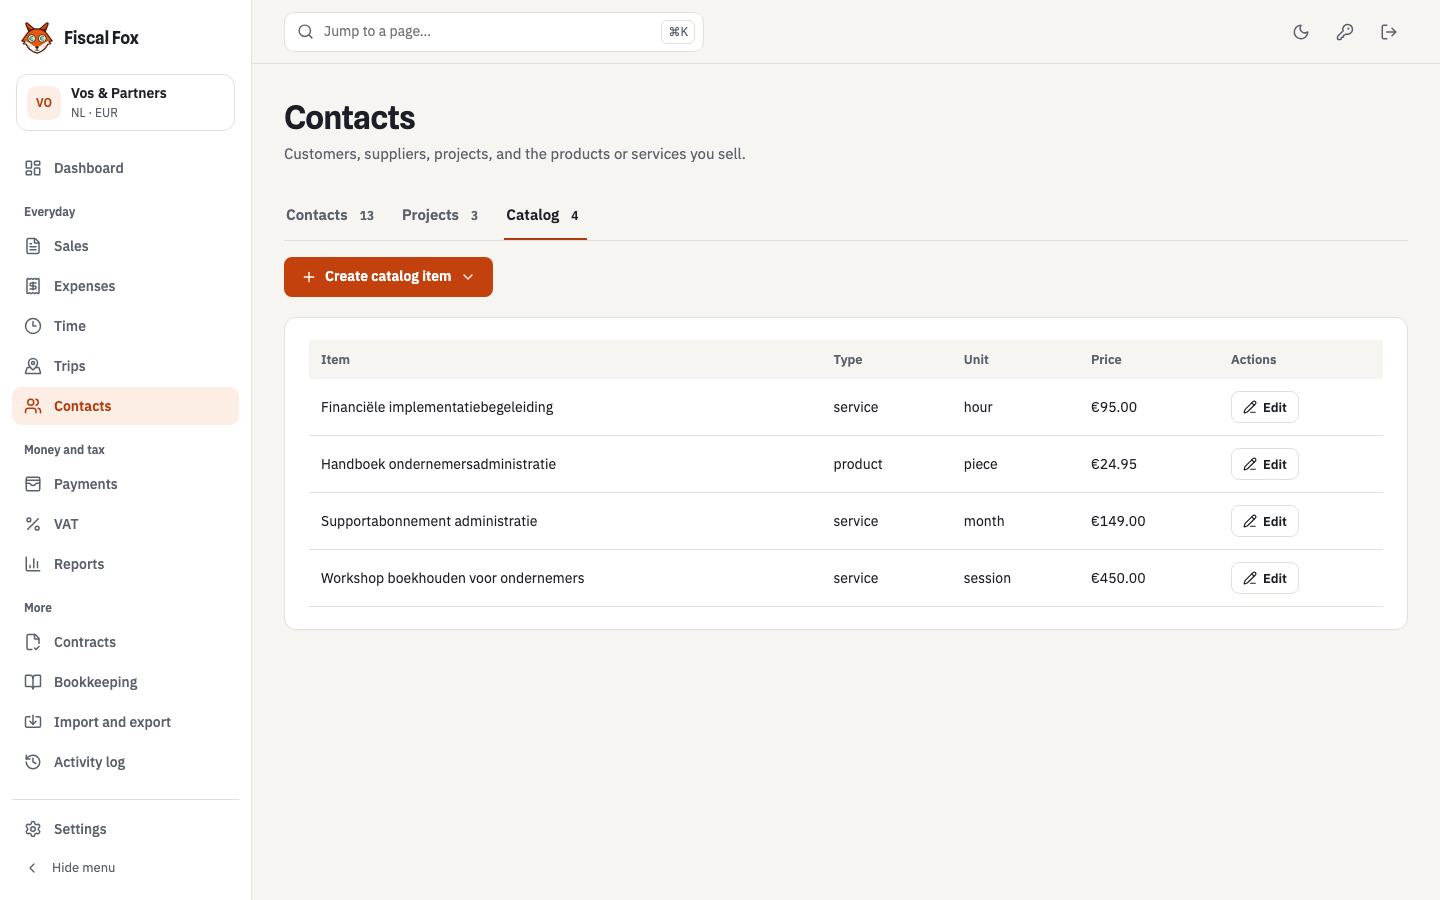 Fiscal Fox
VO
Vos & Partners
NL · EUR
Dashboard
Everyday
Sales
Expenses
Time
Trips
Contacts
Money and tax
Payments
VAT
Reports
More
Contracts
Bookkeeping
Import and export
Activity log
Settings
Hide menu
Jump to a page...
⌘K
Contacts
Customers, suppliers, projects, and the products or services you sell.
Contacts 13 Projects 3 Catalog 4
Create catalog item
Item Type Unit Price Actions
Financiële implementatiebegeleiding service hour €95.00 Edit
Handboek ondernemersadministratie product piece €24.95 Edit
Supportabonnement administratie service month €149.00 Edit
Workshop boekhouden voor ondernemers service session €450.00 Edit